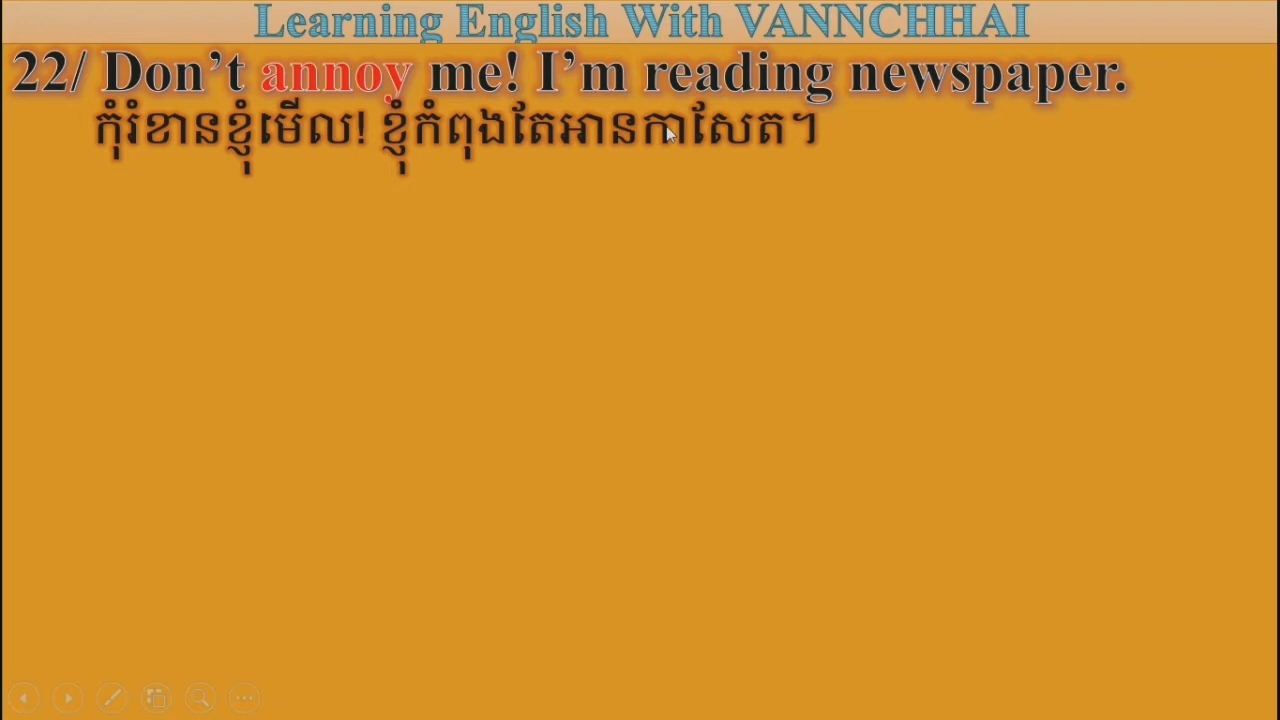 Learning English With VANNCHHAI
22/ Don’t annoy me! I’m reading newspaper.
កុំរំខានខ្ញុំមើល! ខ្ញុំកំពុងតែអានកាសែត។